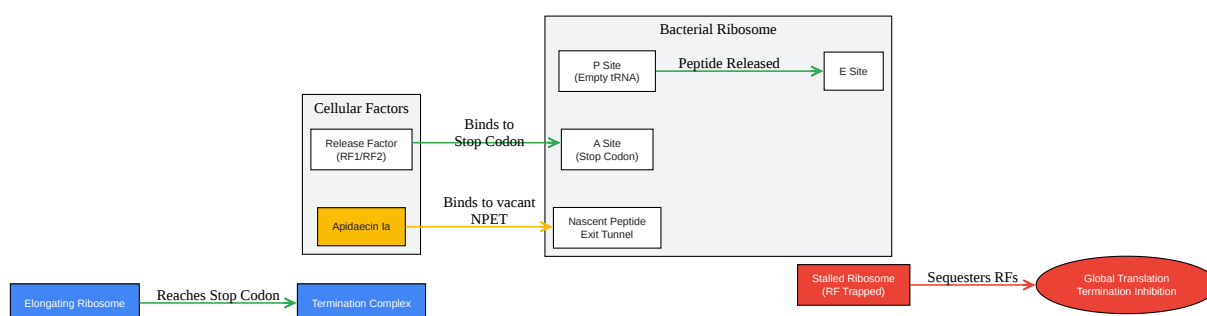 Bacterial Ribosome
P Site
(Empty tRNA)
Peptide Released
E Site
Cellular Factors
Release Factor
(RF1/RF2)
Binds to
Stop Codon
A Site
(Stop Codon)
Apidaecin Ia
Binds to vacant
NPET
Nascent Peptide
Exit Tunnel
Elongating Ribosome
Reaches Stop Codon
Termination Complex
Stalled Ribosome
(RF Trapped)
Sequesters RFs
Global Translation
Termination Inhibition